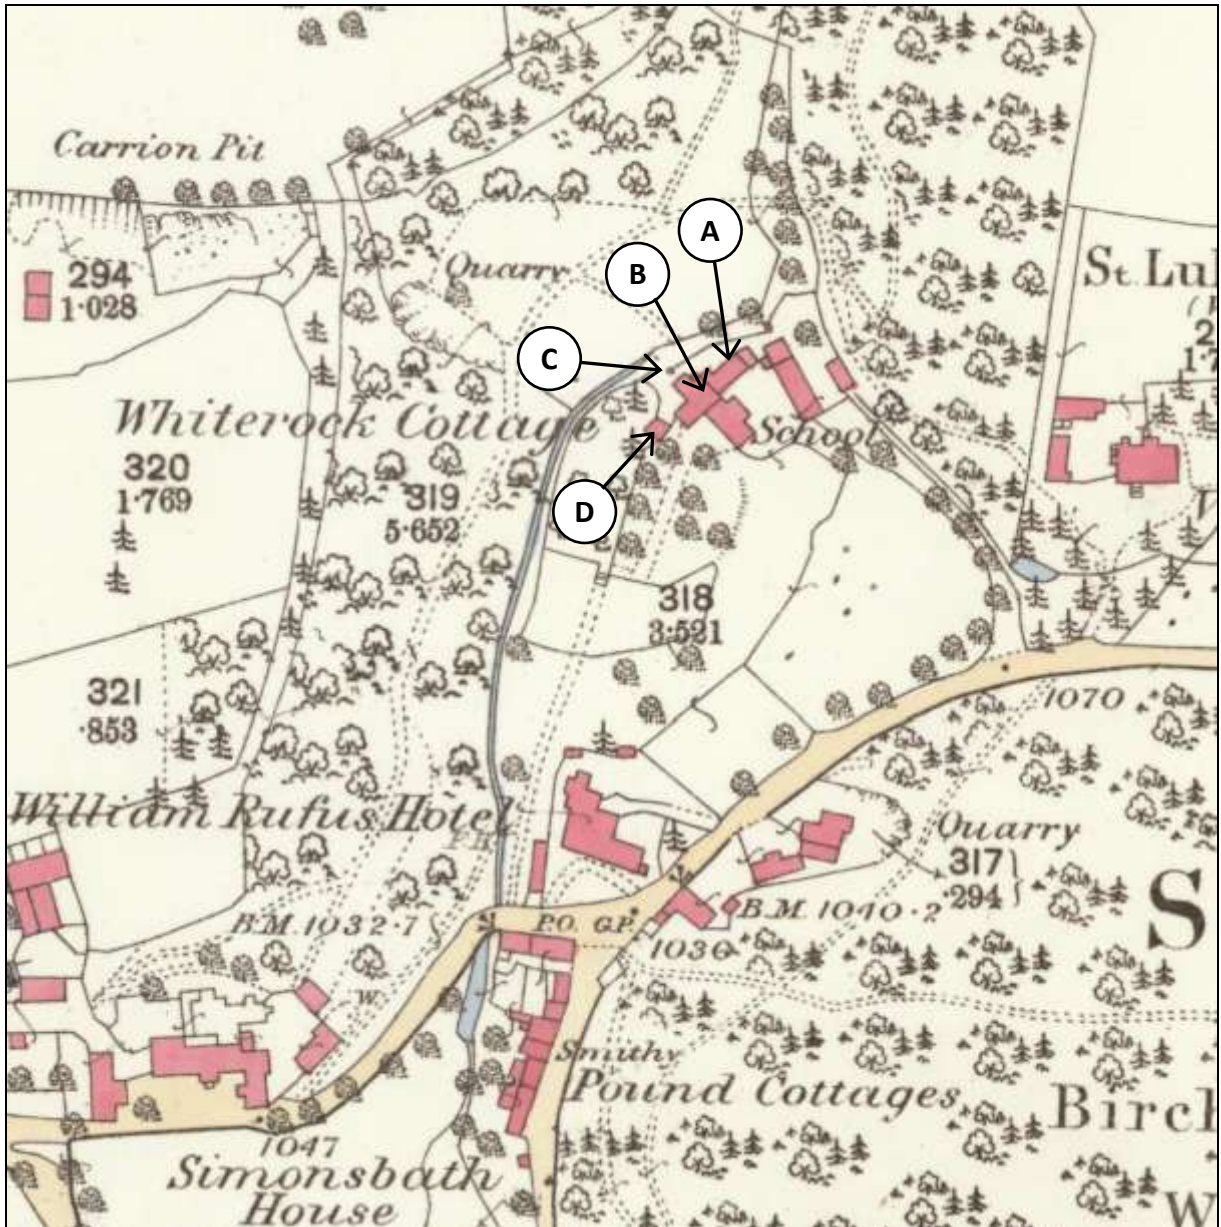 Carrion Pit
A
Quarry
B
St. Lu
294
1·028
C
Whiterock Cottage
School
320
1·769
319
5·652
D
318
3·521
321
·853
1070
William Rufus Hotel
Quarry
317
·294
S
B.M. 1032·7
P.O. G.P.
B.M. 1040·2
1036
W.
Smithy
Pound Cottages
Birch
1047
Simonsbath
House
W